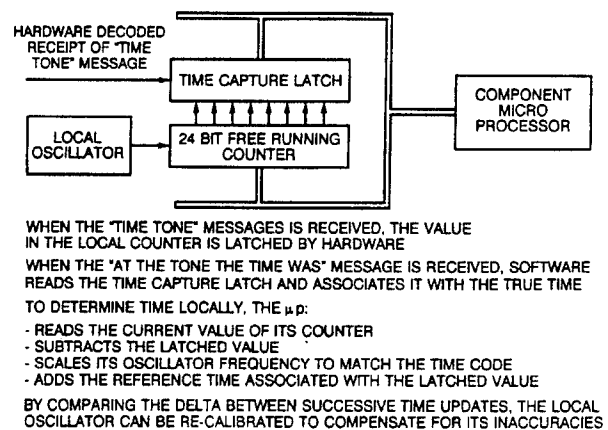 HARDWARE DECODED
RECEIPT OF "TIME
TONE" MESSAGE
TIME CAPTURE LATCH
COMPONENT
MICRO
PROCESSOR
LOCAL
OSCILLATOR
24 BIT FREE RUNNING
COUNTER
WHEN THE "TIME TONE" MESSAGES IS RECEIVED, THE VALUE
IN THE LOCAL COUNTER IS LATCHED BY HARDWARE
WHEN THE "AT THE TONE THE TIME WAS" MESSAGE IS RECEIVED, SOFTWARE
READS THE TIME CAPTURE LATCH AND ASSOCIATES IT WITH THE TRUE TIME
TO DETERMINE TIME LOCALLY, THE μp:
- READS THE CURRENT VALUE OF ITS COUNTER
- SUBTRACTS THE LATCHED VALUE
- SCALES ITS OSCILLATOR FREQUENCY TO MATCH THE TIME CODE
- ADDS THE REFERENCE TIME ASSOCIATED WITH THE LATCHED VALUE
BY COMPARING THE DELTA BETWEEN SUCCESSIVE TIME UPDATES, THE LOCAL
OSCILLATOR CAN BE RE-CALIBRATED TO COMPENSATE FOR ITS INACCURACIES